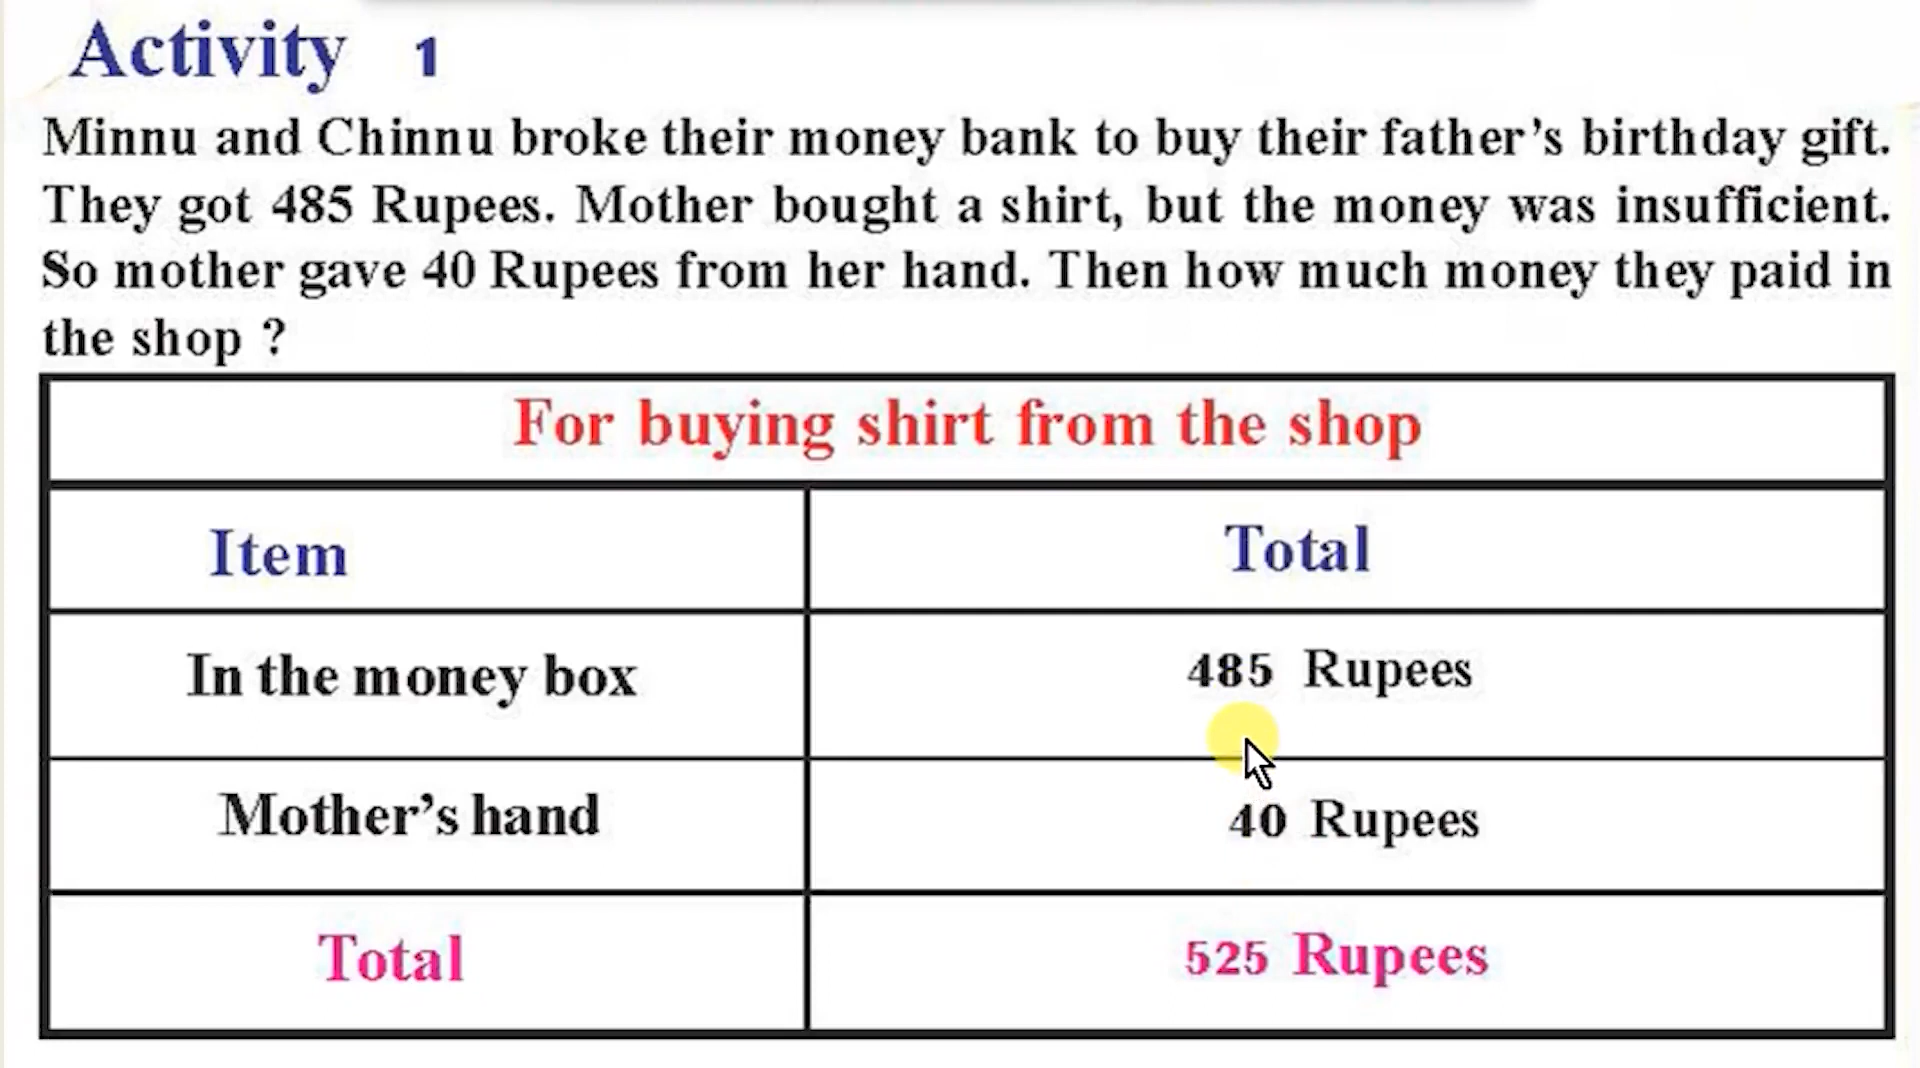 Activity 1
Minnu and Chinnu broke their money bank to buy their father's birthday gift.
They got 485 Rupees. Mother bought a shirt, but the money was insufficient.
So mother gave 40 Rupees from her hand. Then how much money they paid in
the shop ?
For buying shirt from the shop
Item Total
In the money box 485 Rupees
Mother's hand 40 Rupees
Total 525 Rupees